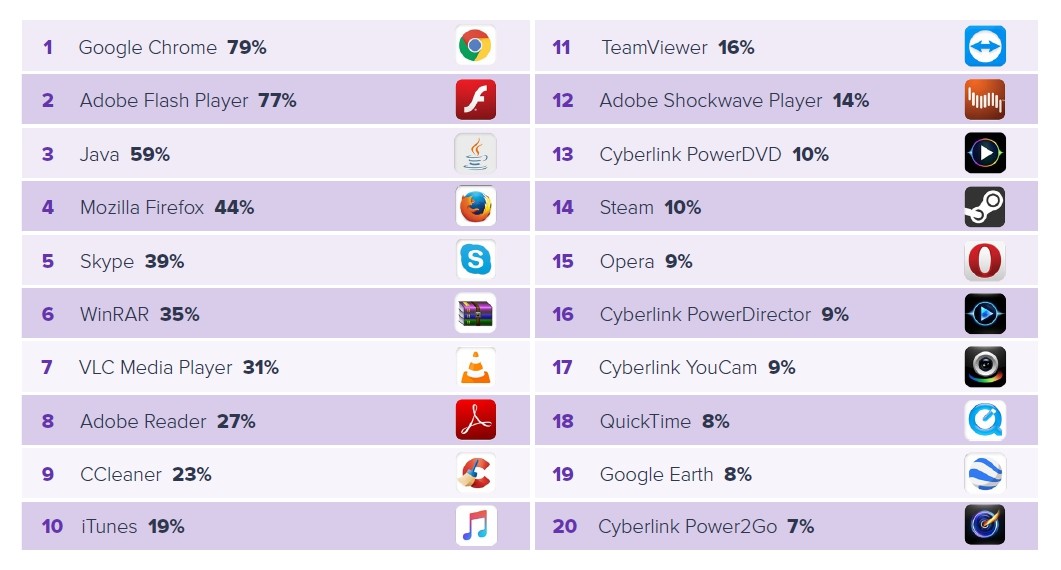 1 Google Chrome 79%
2 Adobe Flash Player 77%
3 Java 59%
4 Mozilla Firefox 44%
5 Skype 39%
6 WinRAR 35%
7 VLC Media Player 31%
8 Adobe Reader 27%
9 CCleaner 23%
10 iTunes 19%
11 TeamViewer 16%
12 Adobe Shockwave Player 14%
13 Cyberlink PowerDVD 10%
14 Steam 10%
15 Opera 9%
16 Cyberlink PowerDirector 9%
17 Cyberlink YouCam 9%
18 QuickTime 8%
19 Google Earth 8%
20 Cyberlink Power2Go 7%